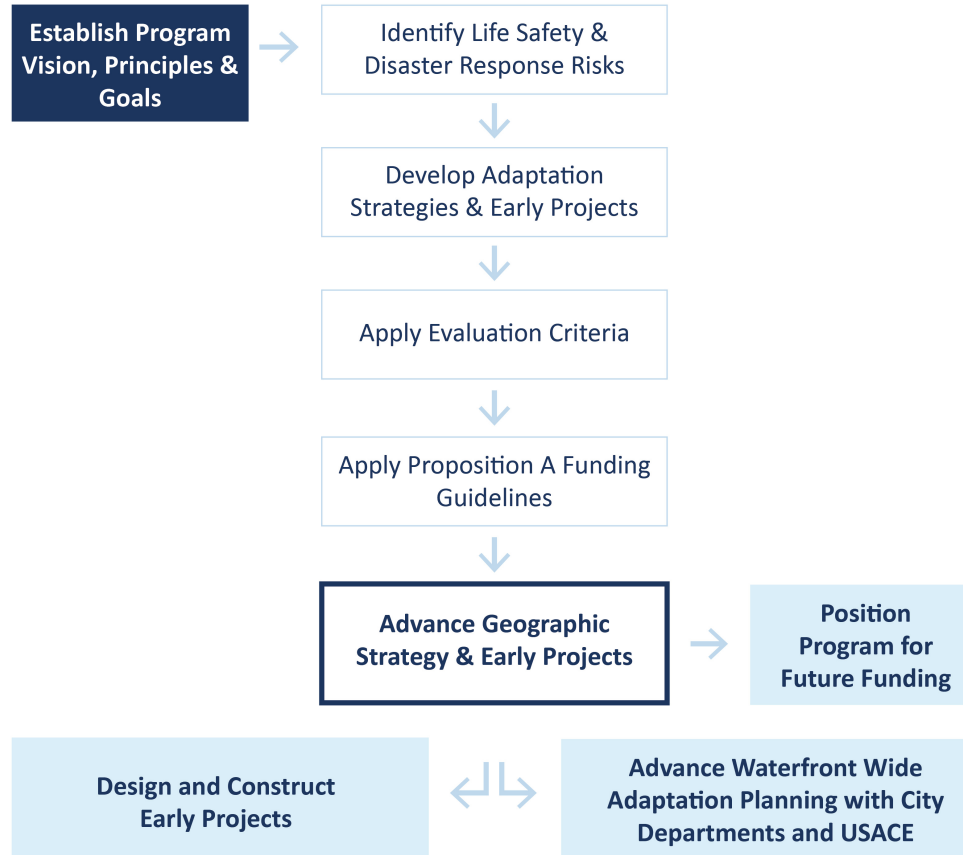 Establish Program
Vision, Principles &
Goals
Identify Life Safety &
Disaster Response Risks
Develop Adaptation
Strategies & Early Projects
Apply Evaluation Criteria
Apply Proposition A Funding
Guidelines
Advance Geographic
Strategy & Early Projects
Position
Program for
Future Funding
Design and Construct
Early Projects
Advance Waterfront Wide
Adaptation Planning with City
Departments and USACE